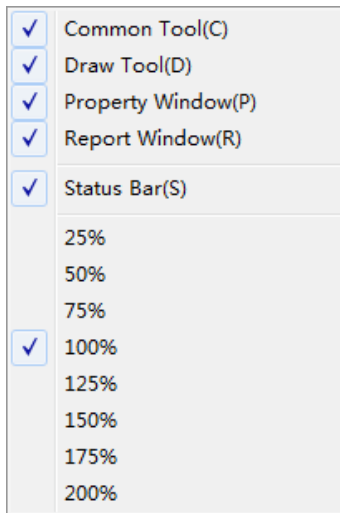 Common Tool(C)
Draw Tool(D)
Property Window(P)
Report Window(R)
Status Bar(S)
25%
50%
75%
100%
125%
150%
175%
200%